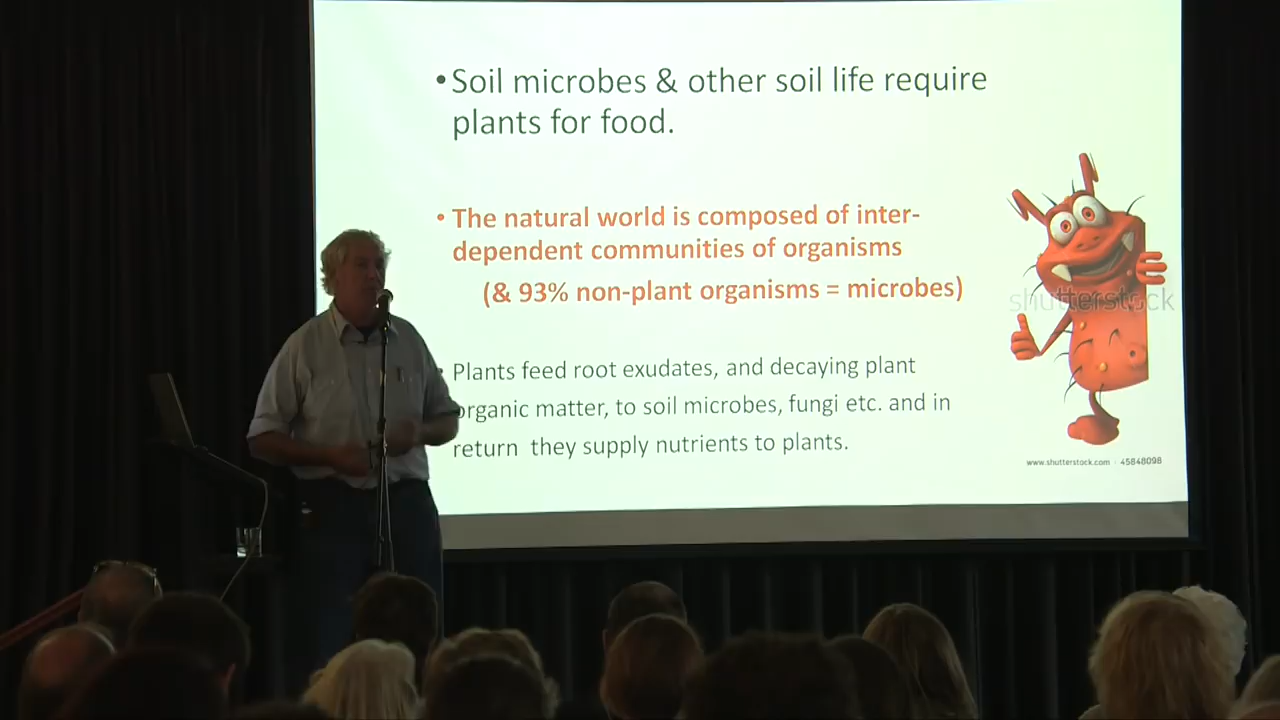 •Soil microbes & other soil life require
plants for food.
• The natural world is composed of inter-
dependent communities of organisms
(& 93% non-plant organisms = microbes)
Plants feed root exudates, and decaying plant
organic matter, to soil microbes, fungi etc. and in
return they supply nutrients to plants.
shutterstock
www.shutterstock.com · 45848098